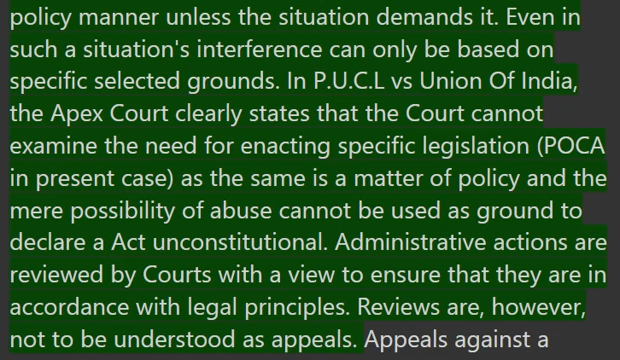 policy manner unless the situation demands it. Even in
such a situation's interference can only be based on
specific selected grounds. In P.U.C.L vs Union Of India,
the Apex Court clearly states that the Court cannot
examine the need for enacting specific legislation (POCA
in present case) as the same is a matter of policy and the
mere possibility of abuse cannot be used as ground to
declare a Act unconstitutional. Administrative actions are
reviewed by Courts with a view to ensure that they are in
accordance with legal principles. Reviews are, however,
not to be understood as appeals. Appeals against a